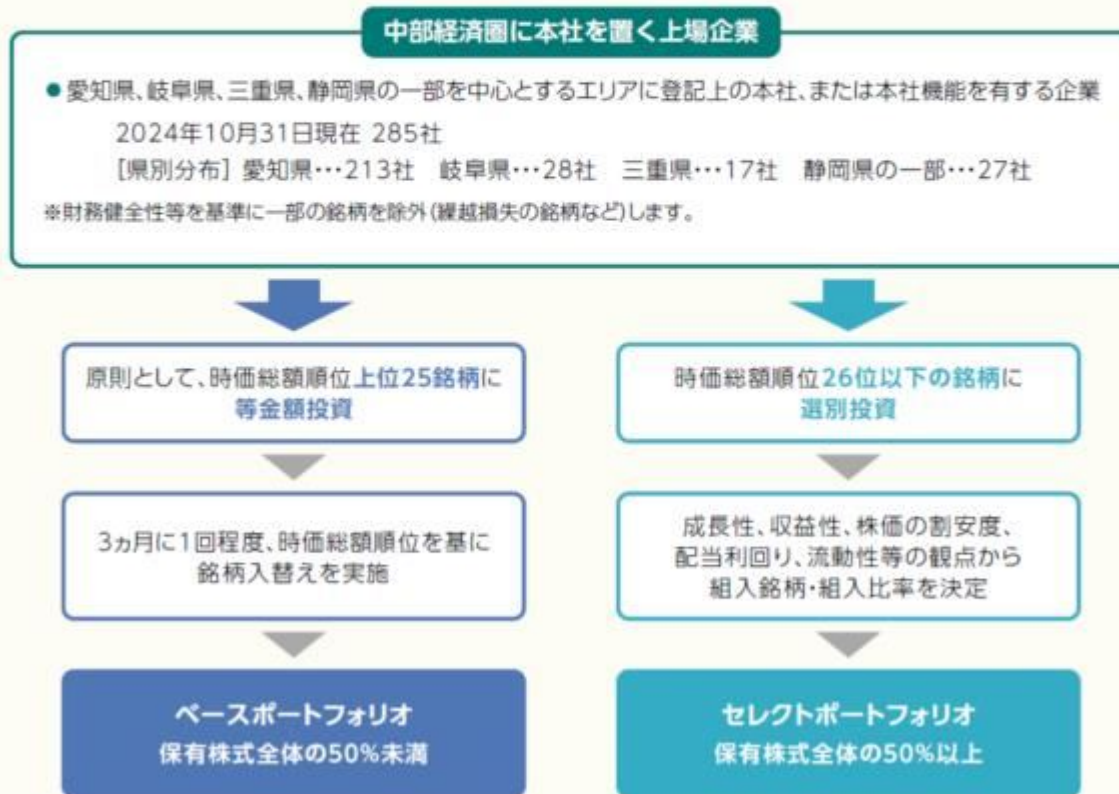 中部経済圏に本社を置く上場企業
●愛知県、岐阜県、三重県、静岡県の一部を中心とするエリアに登記上の本社、または本社機能を有する企業
2024年10月31日現在 285社
[県別分布] 愛知県…213社 岐阜県…28社 三重県…17社 静岡県の一部…27社
※財務健全性等を基準に一部の銘柄を除外(繰越損失の銘柄など)します。
原則として、時価総額順位上位25銘柄に
等金額投資
3ヵ月に1回程度、時価総額順位を基に
銘柄入替えを実施
ベースポートフォリオ
保有株式全体の50%未満
時価総額順位26位以下の銘柄に
選別投資
成長性、収益性、株価の割安度、
配当利回り、流動性等の観点から
組入銘柄・組入比率を決定
セレクトポートフォリオ
保有株式全体の50%以上